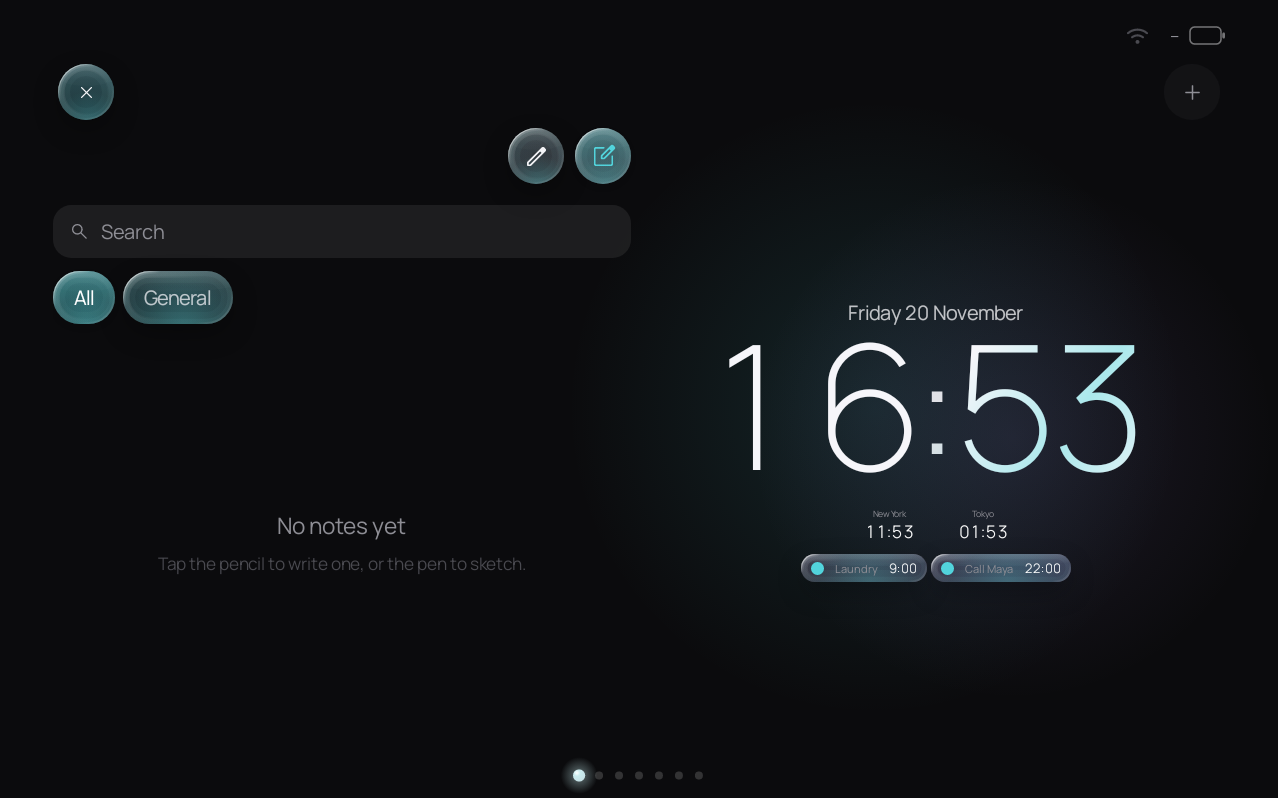 –
Search
All
General
No notes yet
Tap the pencil to write one, or the pen to sketch.
Friday 20 November
16:53
New York
Tokyo
11:53
01:53
Laundry 9:00
Call Maya 22:00